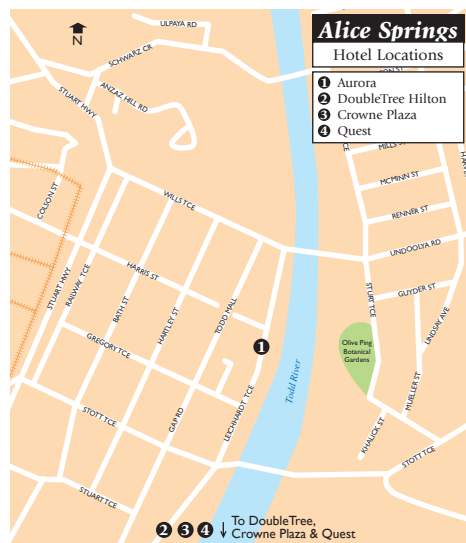 Alice Springs
Hotel Locations
1 Aurora
2 DoubleTree Hilton
3 Crowne Plaza
4 Quest
N
ULPAYA RD
SCHWARZ CR
ANZAZ HILL RD
STUART HWY
COLSON ST
WILLS TCE
MILLS ST
MCMINN ST
RENNER ST
UNDOOLYA RD
STUART HWY
RAILWAY TCE
HARRIS ST
BATH ST
HARTLEY ST
TODD MALL
STURT TCE
GUYDER ST
LINDSAY AVE
GREGORY TCE
1
Olive Ping
Botanical
Gardens
Todd River
LEICHHARDT TCE
MUELLER ST
STOTT TCE
GAP RD
KHALICK ST
STOTT TCE
STUART TCE
2 3 4
To DoubleTree,
Crowne Plaza & Quest